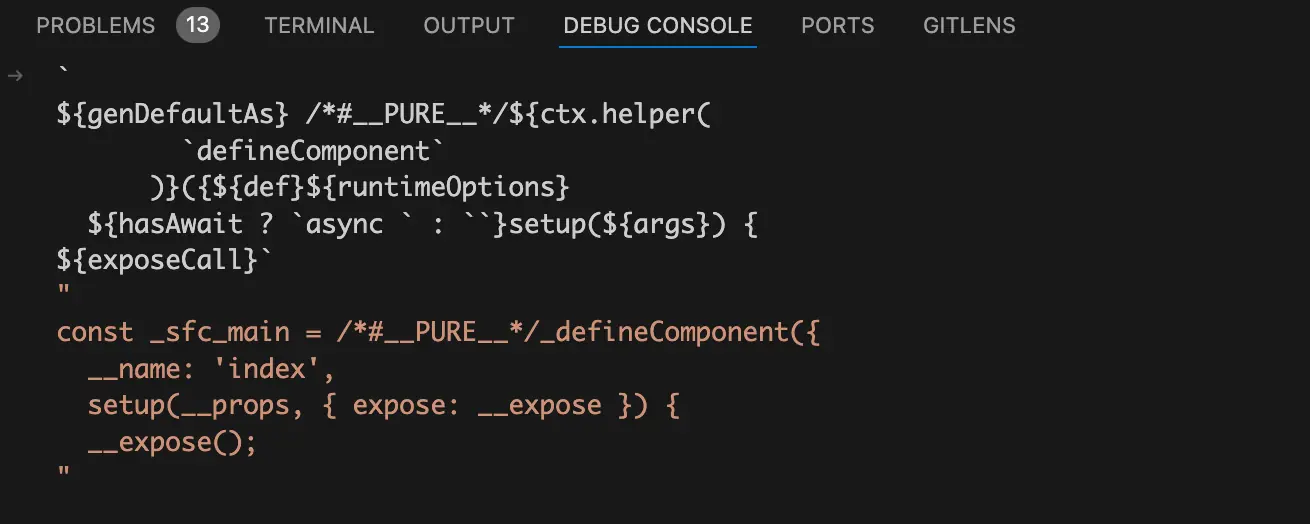 PROBLEMS 13 TERMINAL OUTPUT DEBUG CONSOLE PORTS GITLENS
→ `
${genDefaultAs} /*#__PURE__*/${ctx.helper(
        `defineComponent`
      )}({${def}${runtimeOptions}
  ${hasAwait ? `async ` : ``}setup(${args}) {
${exposeCall}`
"
const _sfc_main = /*#__PURE__*/_defineComponent({
  __name: 'index',
  setup(__props, { expose: __expose }) {
  __expose();
"